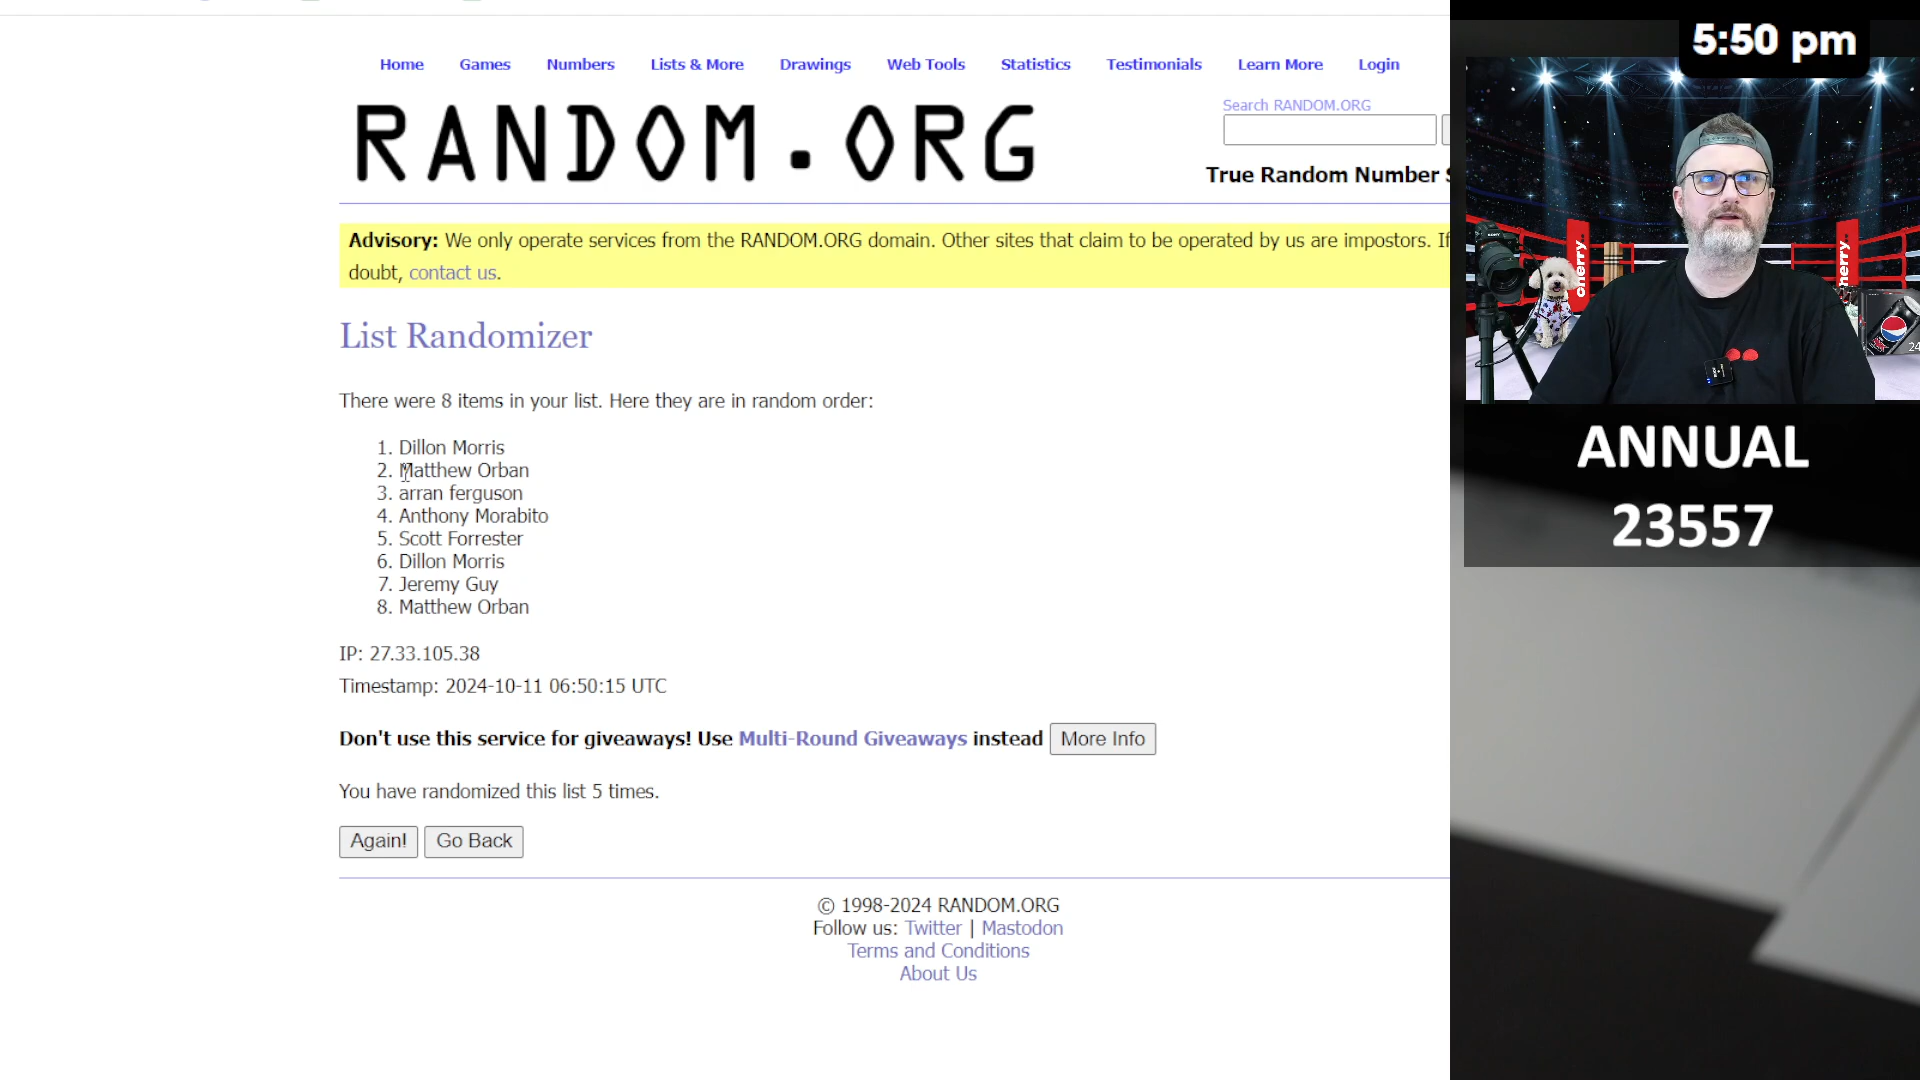 Home Games Numbers Lists & More Drawings Web Tools Statistics Testimonials Learn More Login
RANDOM.ORG
Search RANDOM.ORG
True Random Number
Advisory: We only operate services from the RANDOM.ORG domain. Other sites that claim to be operated by us are impostors. If
doubt, contact us.
List Randomizer
There were 8 items in your list. Here they are in random order:
1. Dillon Morris
2. Matthew Orban
3. arran ferguson
4. Anthony Morabito
5. Scott Forrester
6. Dillon Morris
7. Jeremy Guy
8. Matthew Orban
IP: 27.33.105.38
Timestamp: 2024-10-11 06:50:15 UTC
Don't use this service for giveaways! Use Multi-Round Giveaways instead More Info
You have randomized this list 5 times.
Again! Go Back
© 1998-2024 RANDOM.ORG
Follow us: Twitter | Mastodon
Terms and Conditions
About Us
5:50 pm
cherry.
herry.
24
ANNUAL
23557